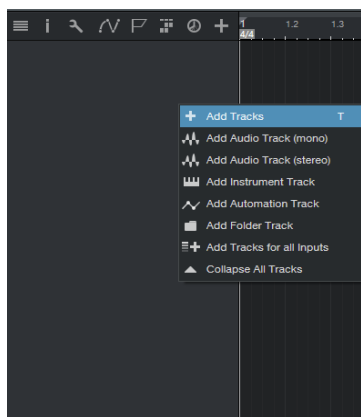 1 1.2 1.3
4/4
Add Tracks T
Add Audio Track (mono)
Add Audio Track (stereo)
Add Instrument Track
Add Automation Track
Add Folder Track
Add Tracks for all Inputs
Collapse All Tracks